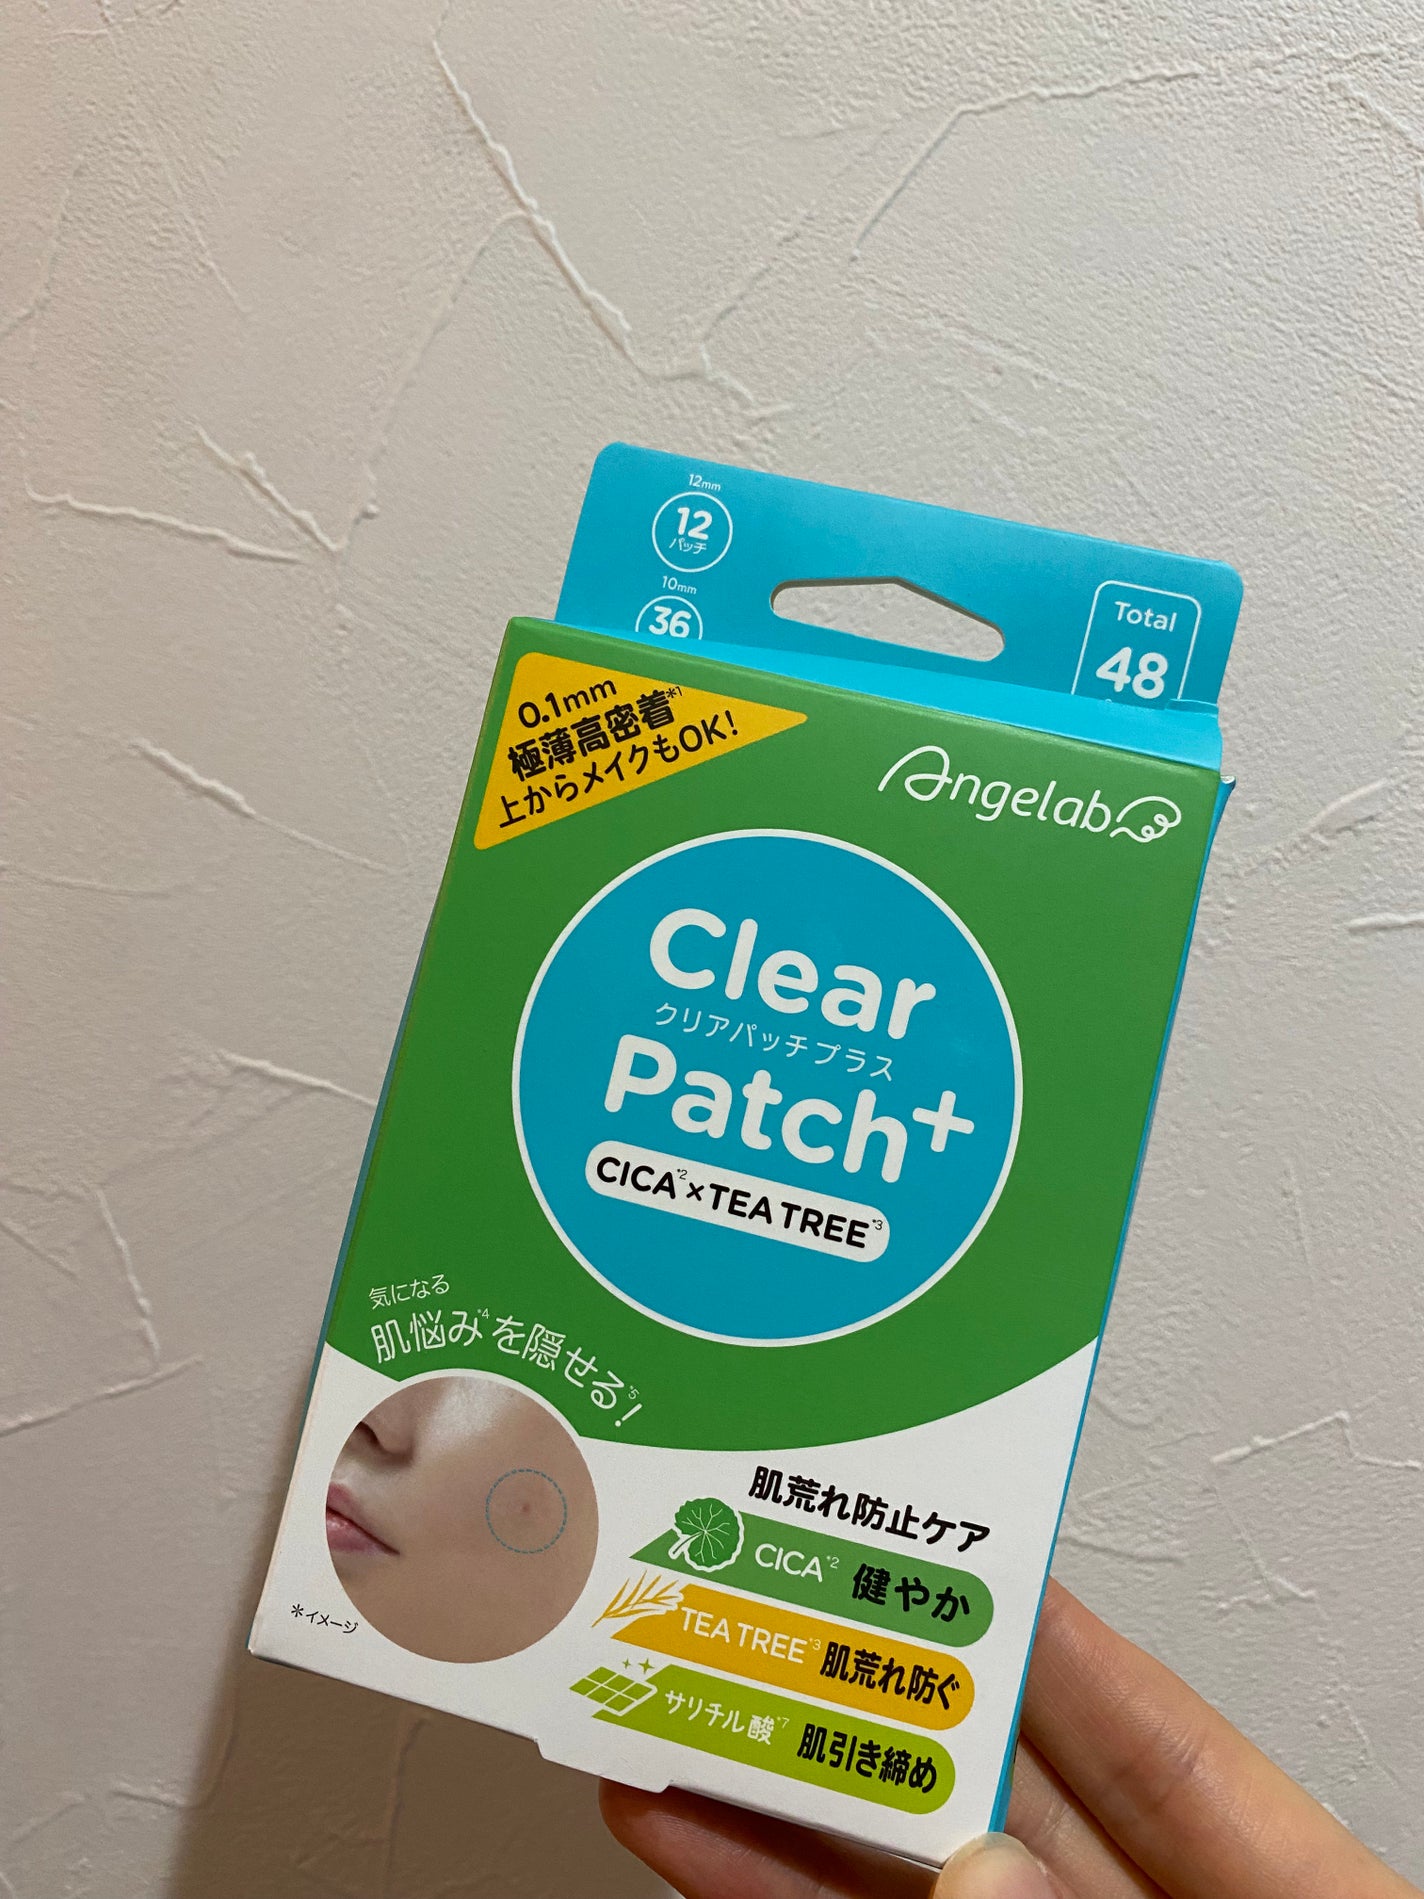 12mm
12
パッチ
10mm
36
Total
48
0.1mm
極薄高密着*1
上からメイクもOK!
Angelab
Clear
クリアパッチプラス
Patch+
CICA*2×TEA TREE*3
気になる
肌悩み*4を隠せる*5!
*イメージ
肌荒れ防止ケア
CICA*2 健やか
TEA TREE*3 肌荒れ防ぐ
サリチル酸*7 肌引き締め